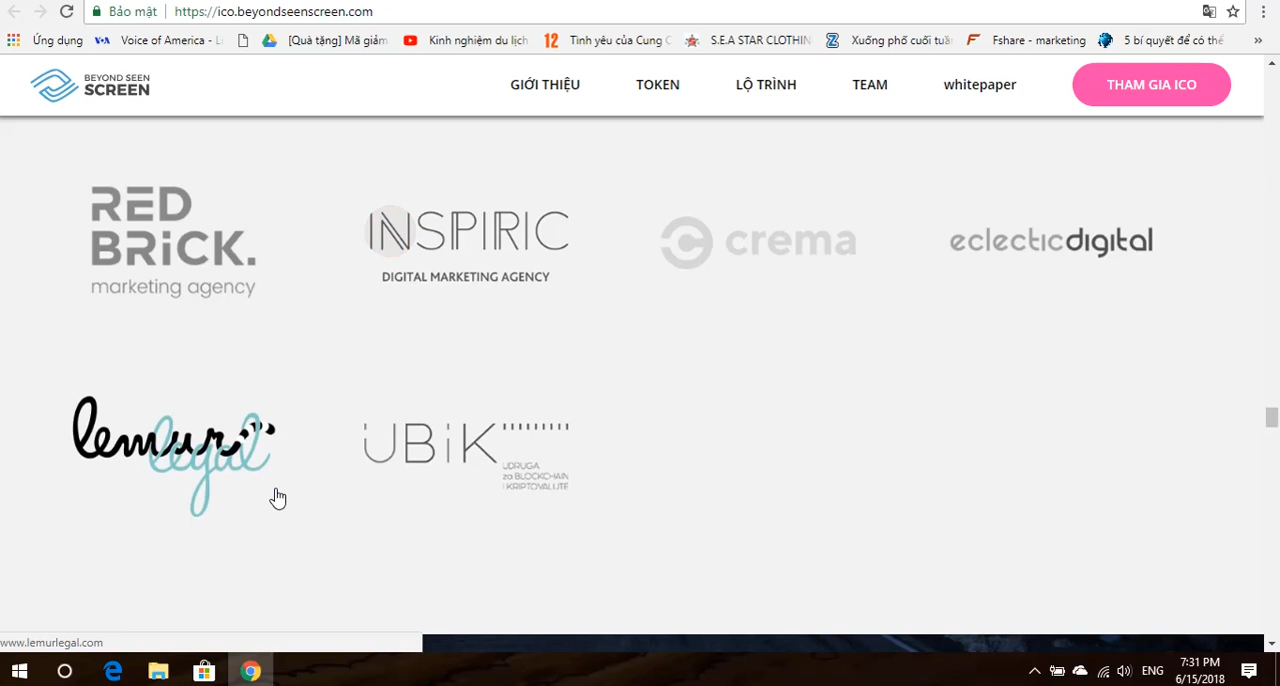 Bảo mật https://ico.beyondseenscreen.com
Ứng dụng VOA Voice of America - L [Quà tặng] Mã giảm Kinh nghiệm du lịch 12 Tình yêu của Cung S.E.A STAR CLOTHIN Z Xuống phố cuối tuầ F Fshare - marketing 5 bí quyết để có thể »
BEYOND SEEN
SCREEN
GIỚI THIỆU TOKEN LỘ TRÌNH TEAM whitepaper THAM GIA ICO
RED
BRiCK.
marketing agency
INSPIRIC
DIGITAL MARKETING AGENCY
crema
eclecticdigital
lemur
legal
UBiK
UDRUGA
za BLOCKCHAIN
i KRIPTOVALUTE
www.lemurlegal.com
ENG
7:31 PM
6/15/2018